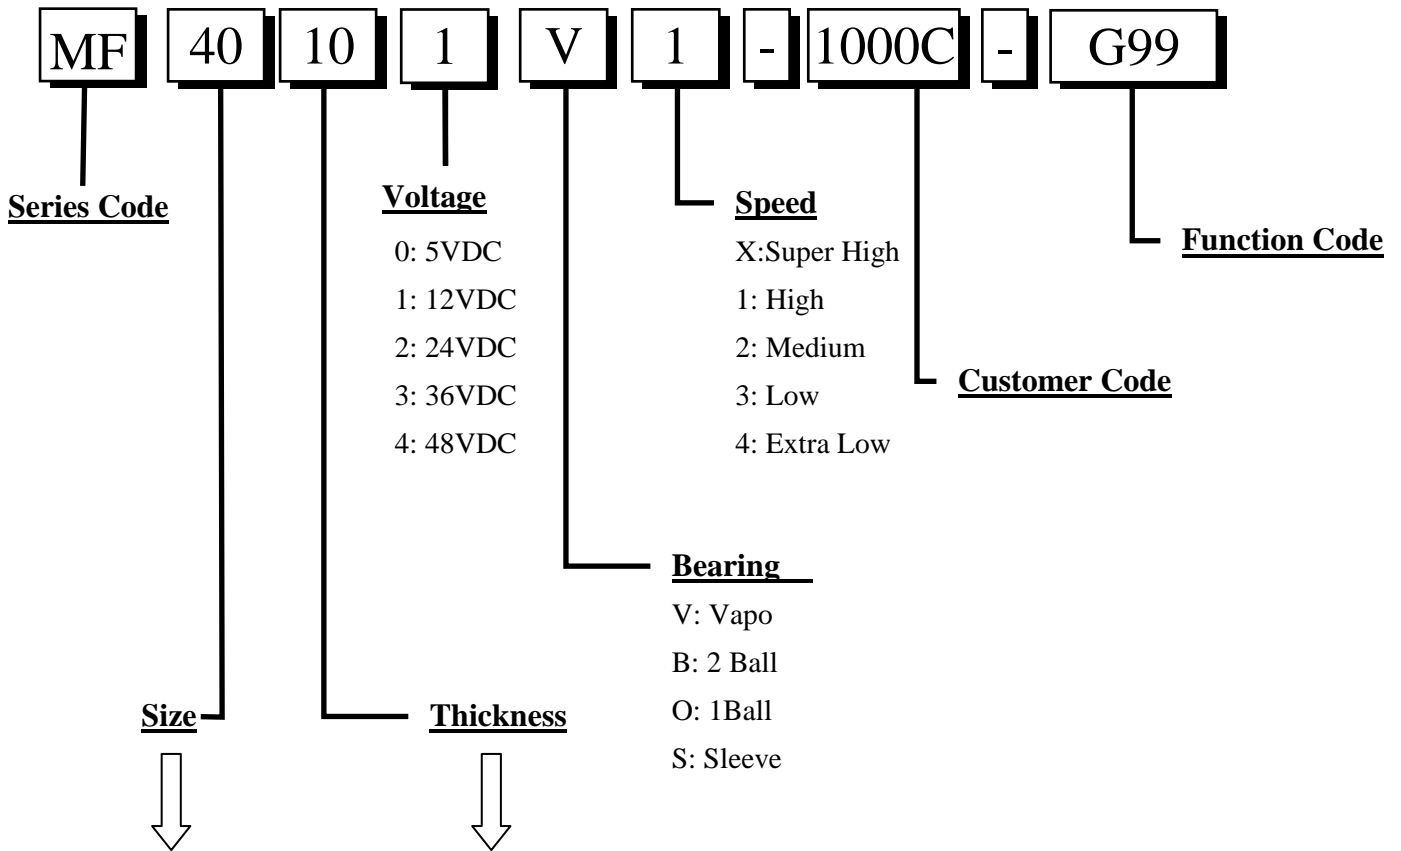 MF 40 10 1 V 1 - 1000C - G99
Series Code
Voltage
0: 5VDC
1: 12VDC
2: 24VDC
3: 36VDC
4: 48VDC
Speed
X:Super High
1: High
2: Medium
3: Low
4: Extra Low
Function Code
Customer Code
Bearing
V: Vapo
B: 2 Ball
O: 1Ball
S: Sleeve
Size
Thickness